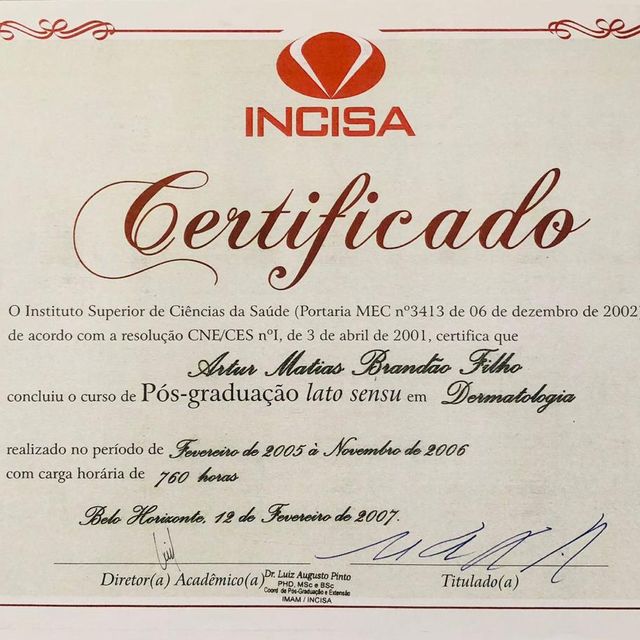 INCISA
Certificado
O Instituto Superior de Ciências da Saúde (Portaria MEC nº3413 de 06 de dezembro de 2002)
de acordo com a resolução CNE/CES nºI, de 3 de abril de 2001, certifica que
Artur Matias Brandão Filho
concluiu o curso de Pós-graduação lato sensu em Dermatologia
realizado no período de Fevereiro de 2005 à Novembro de 2006
com carga horária de 760 horas
Belo Horizonte, 12 de Fevereiro de 2007.
Diretor(a) Acadêmico(a)
Dr. Luiz Augusto Pinto
PHD, MSc e BSc
Coord de Pós-Graduação e Extensão
IMAM / INCISA
Titulado(a)